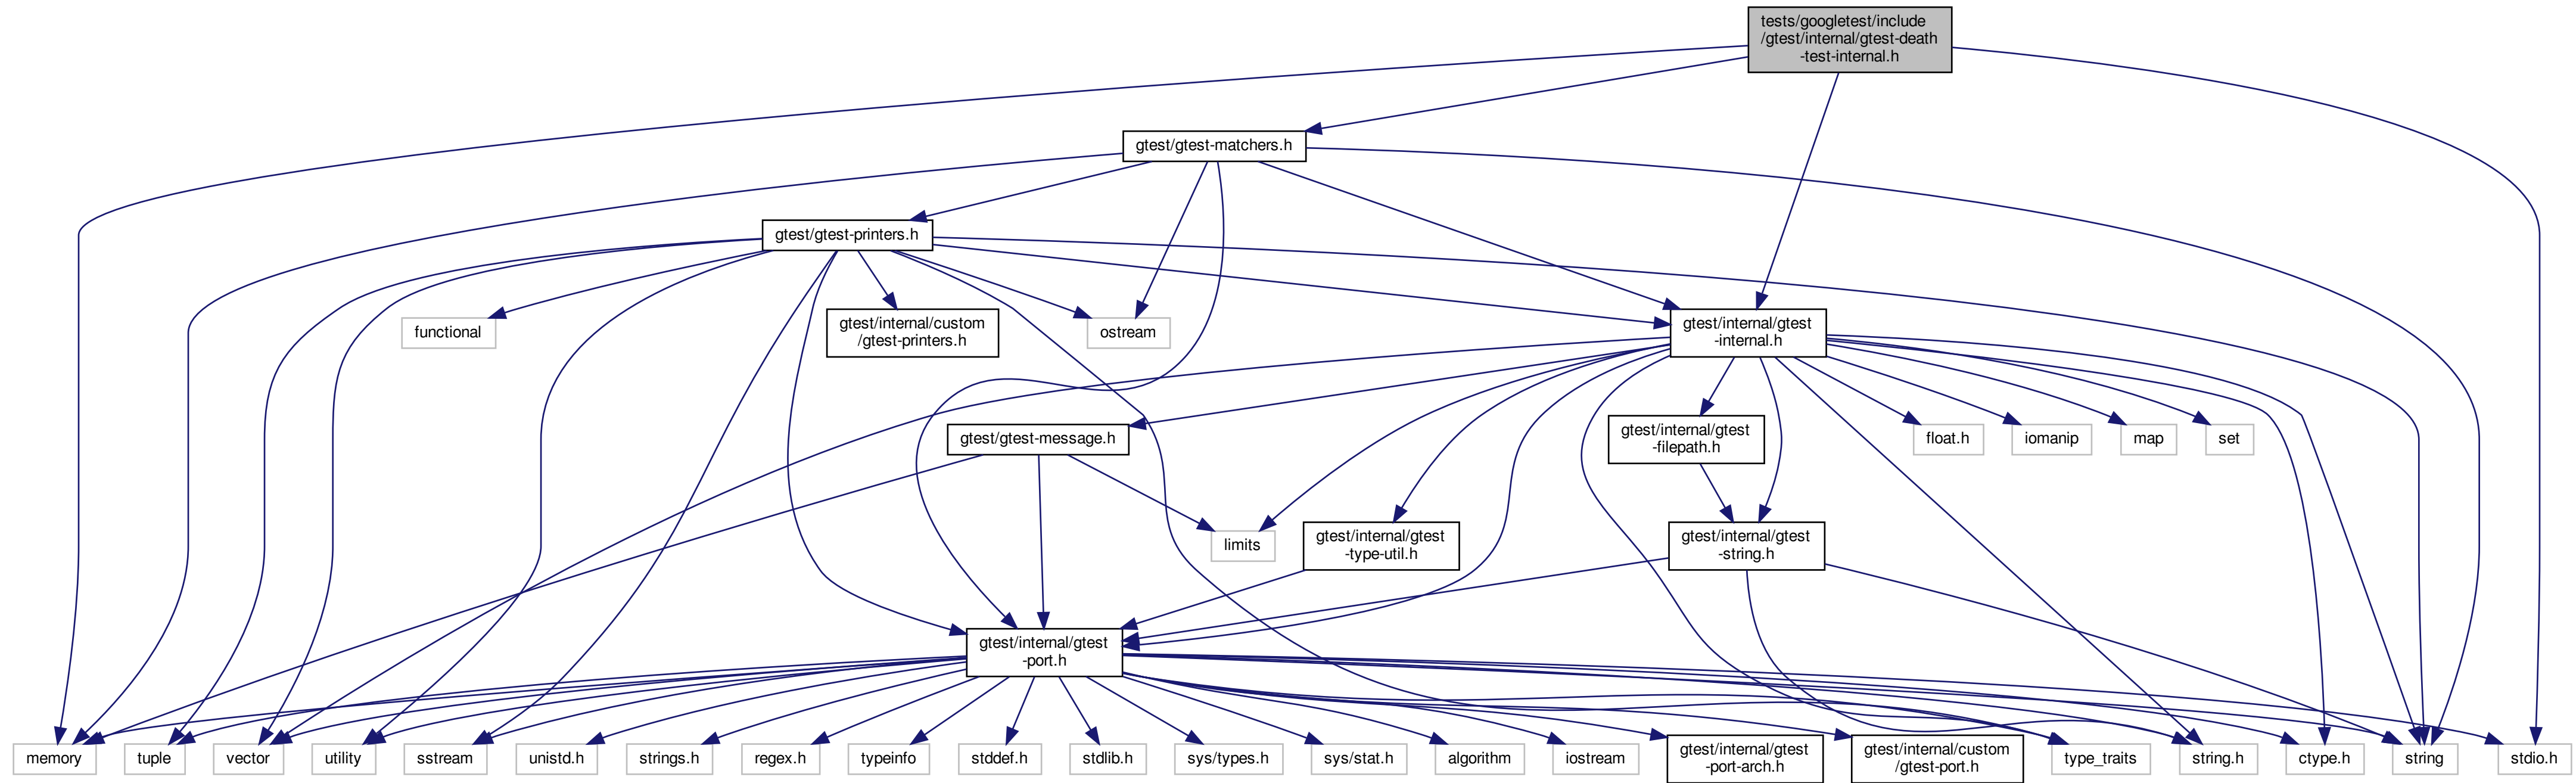 tests/googletest/include
/gtest/internal/gtest-death
-test-internal.h
gtest/gtest-matchers.h
gtest/gtest-printers.h
functional
gtest/internal/custom
/gtest-printers.h
ostream
gtest/internal/gtest
-internal.h
gtest/gtest-message.h
gtest/internal/gtest
-filepath.h
float.h
iomanip
map
set
limits
gtest/internal/gtest
-type-util.h
gtest/internal/gtest
-string.h
gtest/internal/gtest
-port.h
memory
tuple
vector
utility
sstream
unistd.h
strings.h
regex.h
typeinfo
stddef.h
stdlib.h
sys/types.h
sys/stat.h
algorithm
iostream
gtest/internal/gtest
-port-arch.h
gtest/internal/custom
/gtest-port.h
type_traits
string.h
ctype.h
string
stdio.h